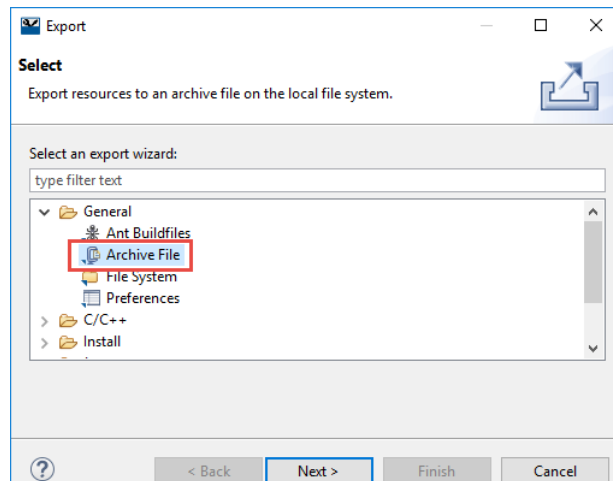 Export
Select
Export resources to an archive file on the local file system.
Select an export wizard:
type filter text
General
Ant Buildfiles
Archive File
File System
Preferences
C/C++
Install
?
< Back Next > Finish Cancel